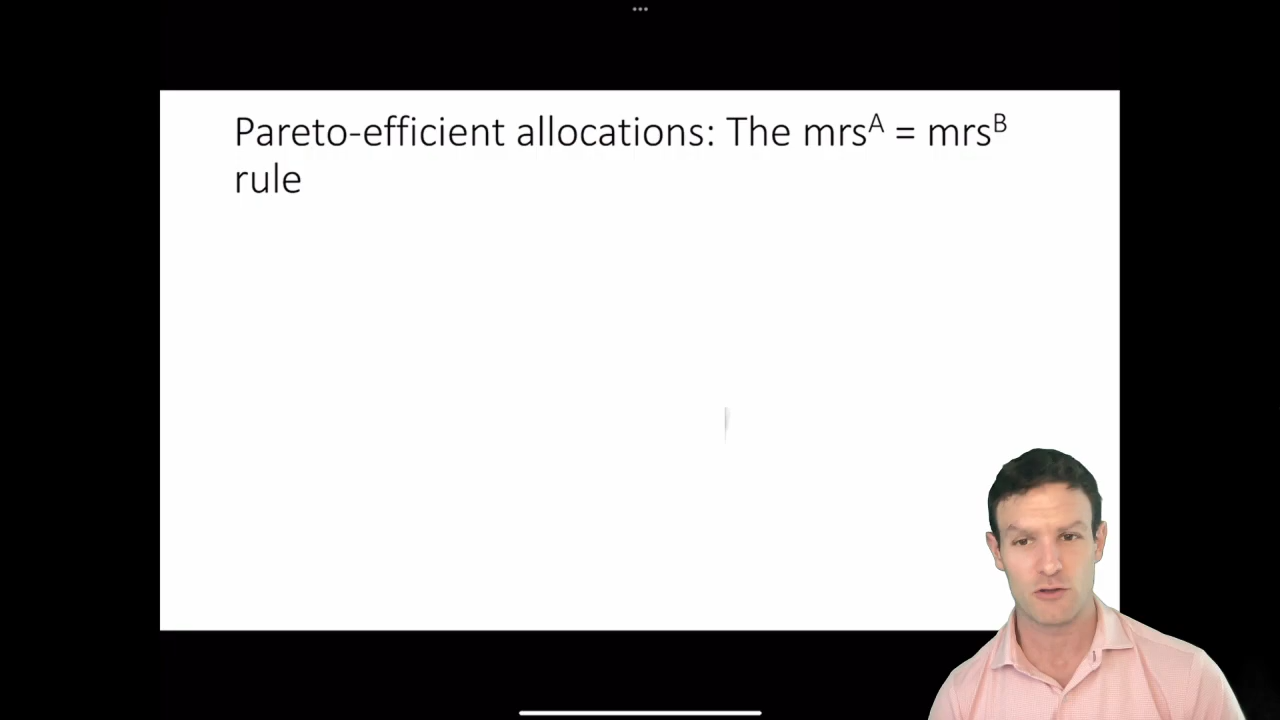 Pareto-efficient allocations: The mrsᴬ = mrsᴮ
rule